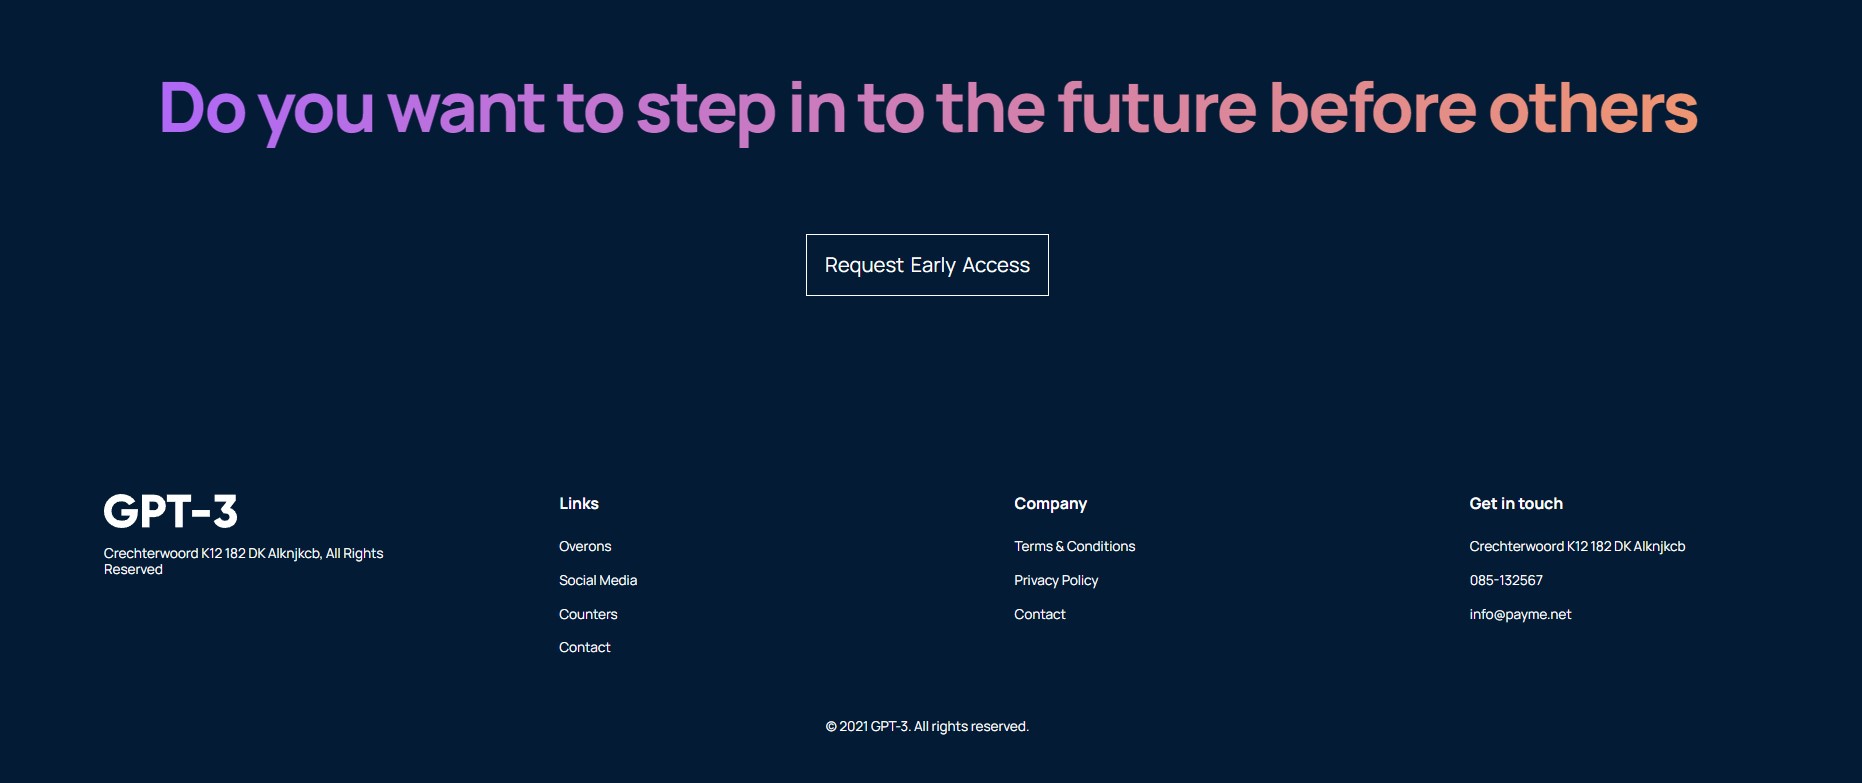 Do you want to step in to the future before others
Request Early Access
GPT-3
Crechterwoord K12 182 DK Alknjkcb, All Rights
Reserved
Links
Overons
Social Media
Counters
Contact
Company
Terms & Conditions
Privacy Policy
Contact
Get in touch
Crechterwoord K12 182 DK Alknjkcb
085-132567
info@payme.net
© 2021 GPT-3. All rights reserved.